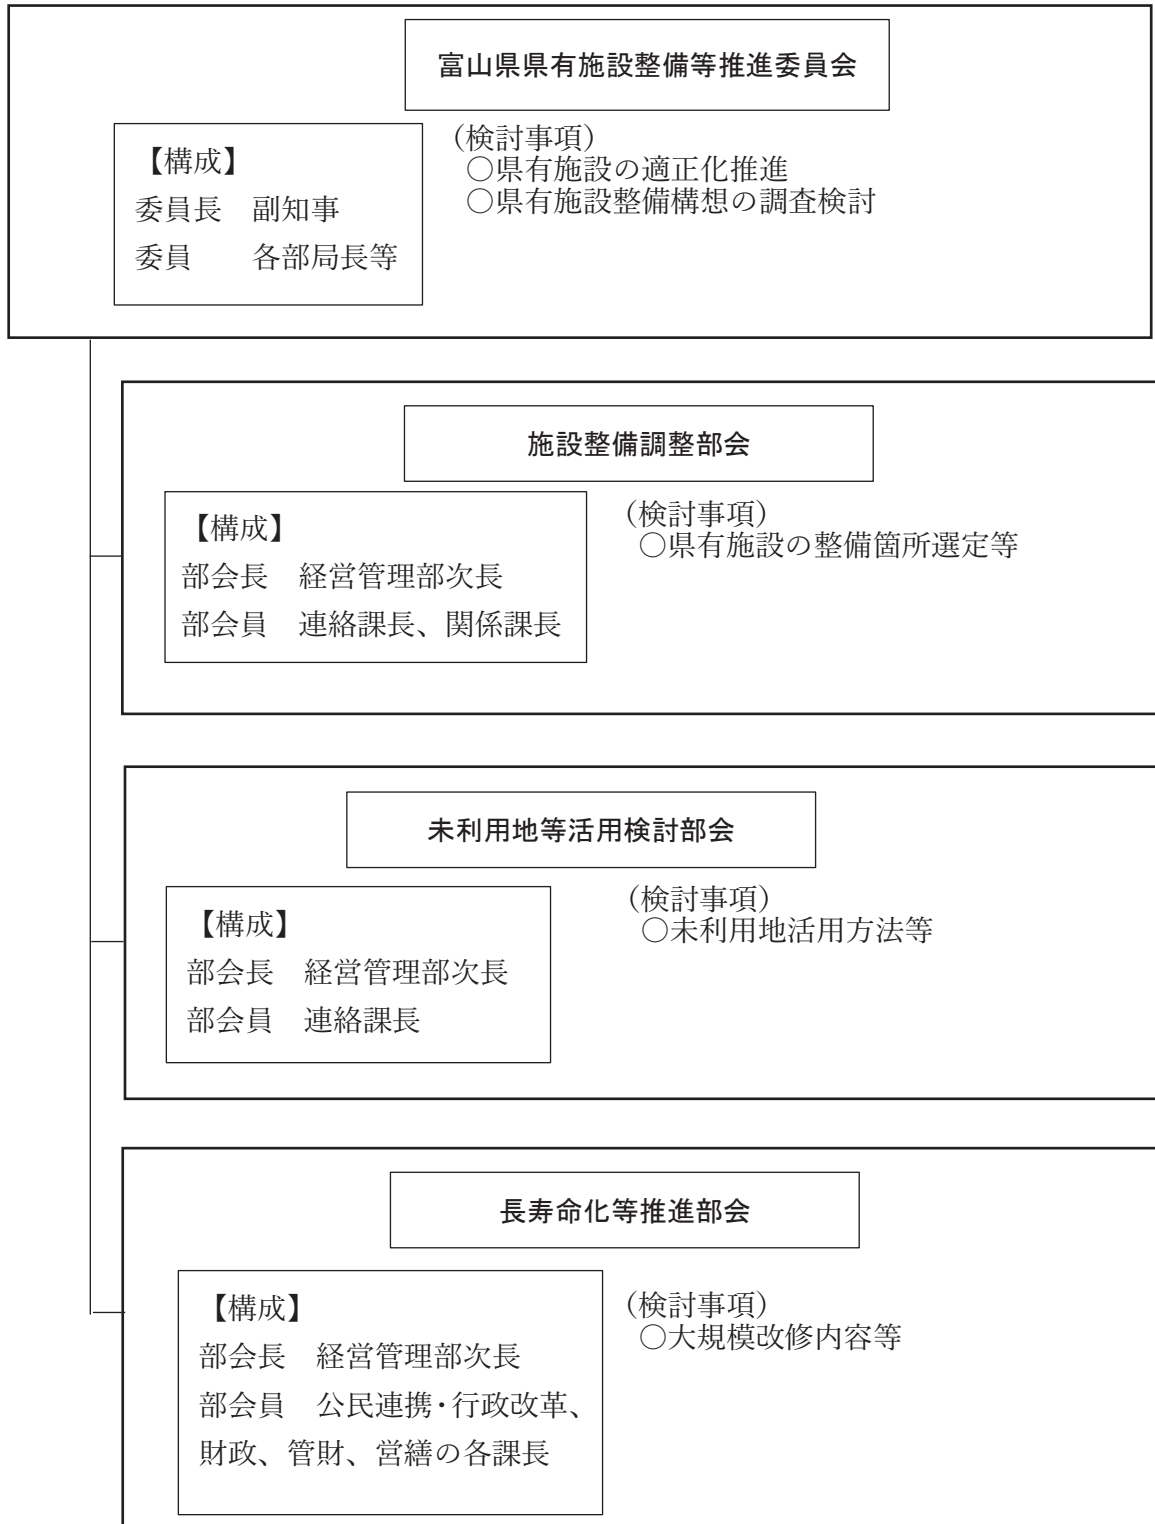 富山県県有施設整備等推進委員会
【構成】
委員長　副知事
委員　　各部局長等
（検討事項）
○県有施設の適正化推進
○県有施設整備構想の調査検討
施設整備調整部会
【構成】
部会長　経営管理部次長
部会員　連絡課長、関係課長
（検討事項）
○県有施設の整備箇所選定等
未利用地等活用検討部会
【構成】
部会長　経営管理部次長
部会員　連絡課長
（検討事項）
○未利用地活用方法等
長寿命化等推進部会
【構成】
部会長　経営管理部次長
部会員　公民連携・行政改革、
財政、管財、営繕の各課長
（検討事項）
○大規模改修内容等